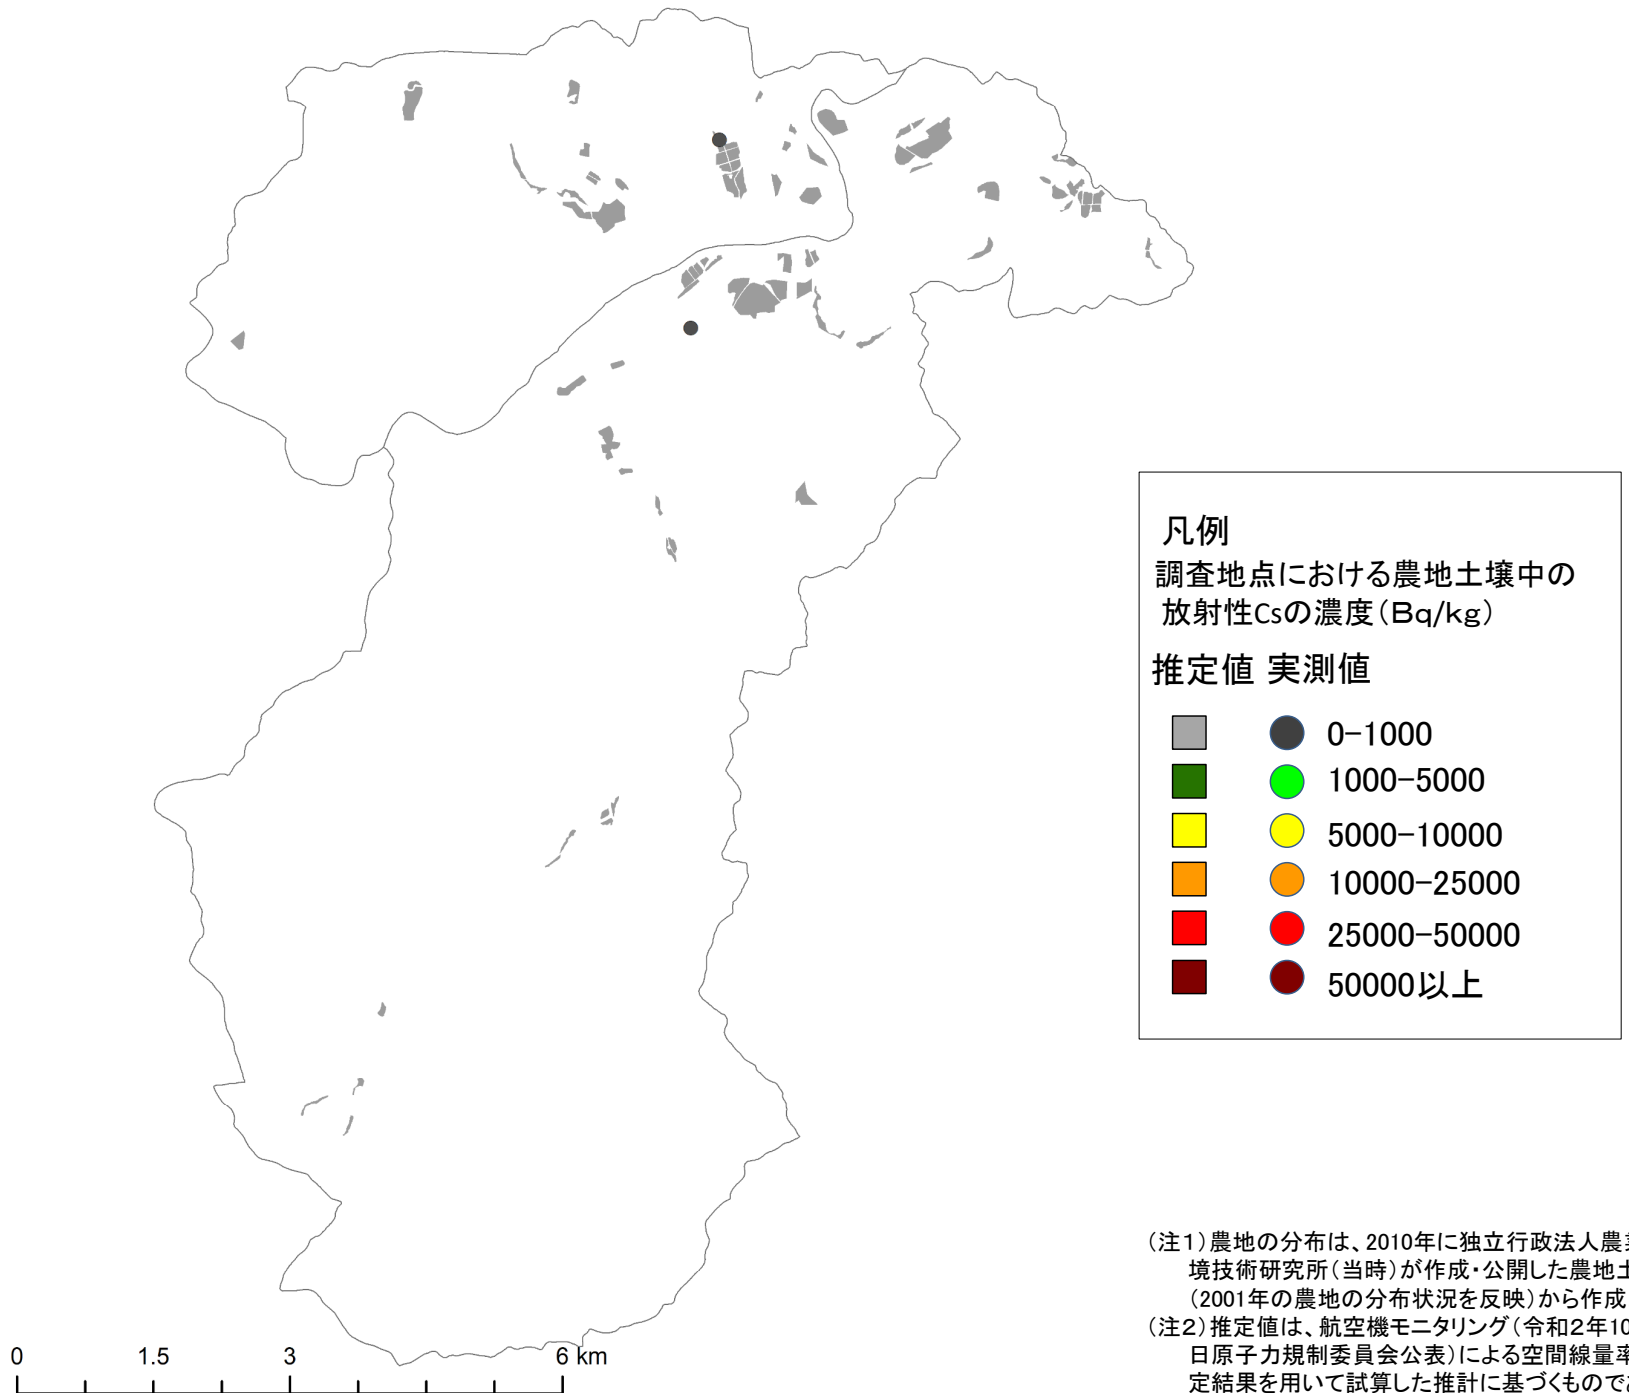 凡例
調査地点における農地土壌中の
放射性Csの濃度(Bq/kg)
推定値 実測値
0-1000
1000-5000
5000-10000
10000-25000
25000-50000
50000以上
(注1)農地の分布は、2010年に独立行政法人農業
境技術研究所(当時)が作成・公開した農地土
(2001年の農地の分布状況を反映)から作成
(注2)推定値は、航空機モニタリング(令和2年10
日原子力規制委員会公表)による空間線量率
定結果を用いて試算した推計に基づくものであ
0 1.5 3 6 km